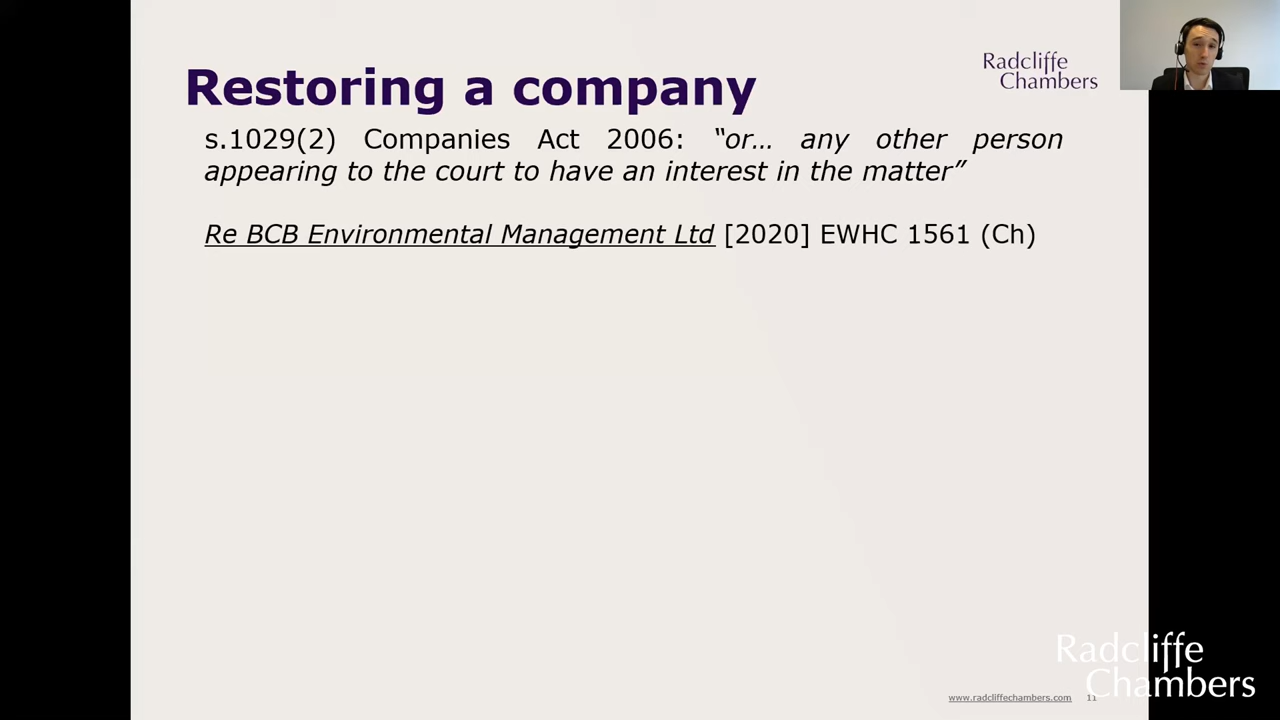 Restoring a company
Radcliffe
Chambers
s.1029(2) Companies Act 2006: “or… any other person
appearing to the court to have an interest in the matter”
Re BCB Environmental Management Ltd [2020] EWHC 1561 (Ch)
Radcliffe
Chambers
www.radcliffechambers.com 11